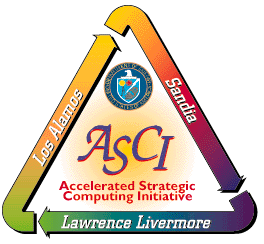 Los Alamos
Sandia
ASCI
Accelerated Strategic
Computing Initiative
Lawrence Livermore